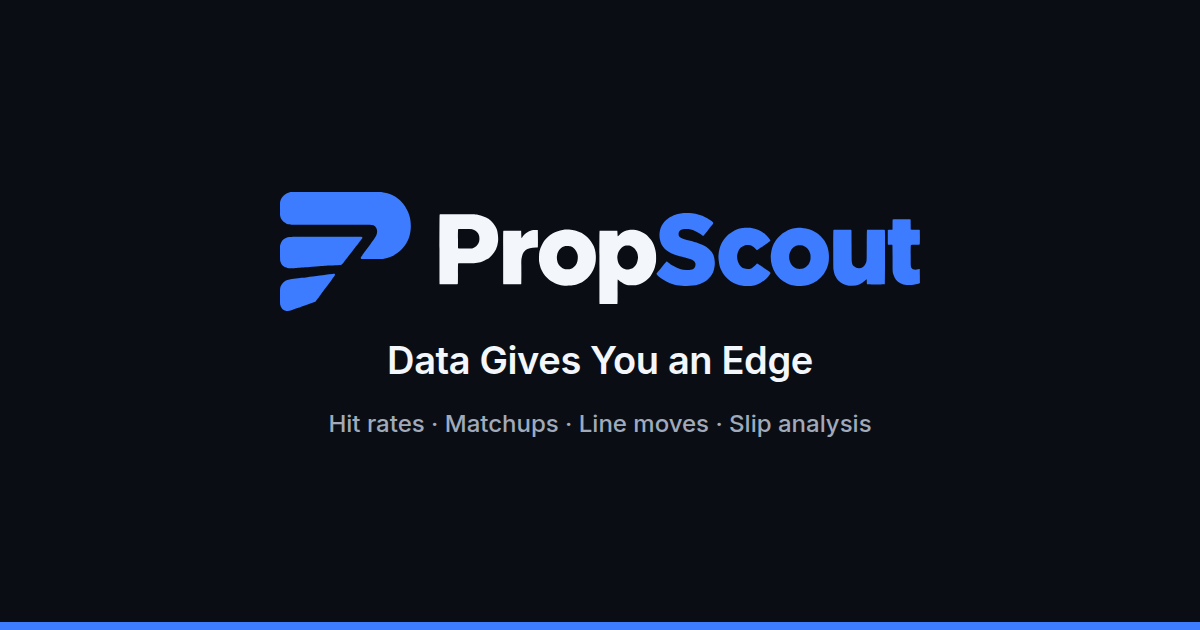 PropScout
Data Gives You an Edge
Hit rates · Matchups · Line moves · Slip analysis